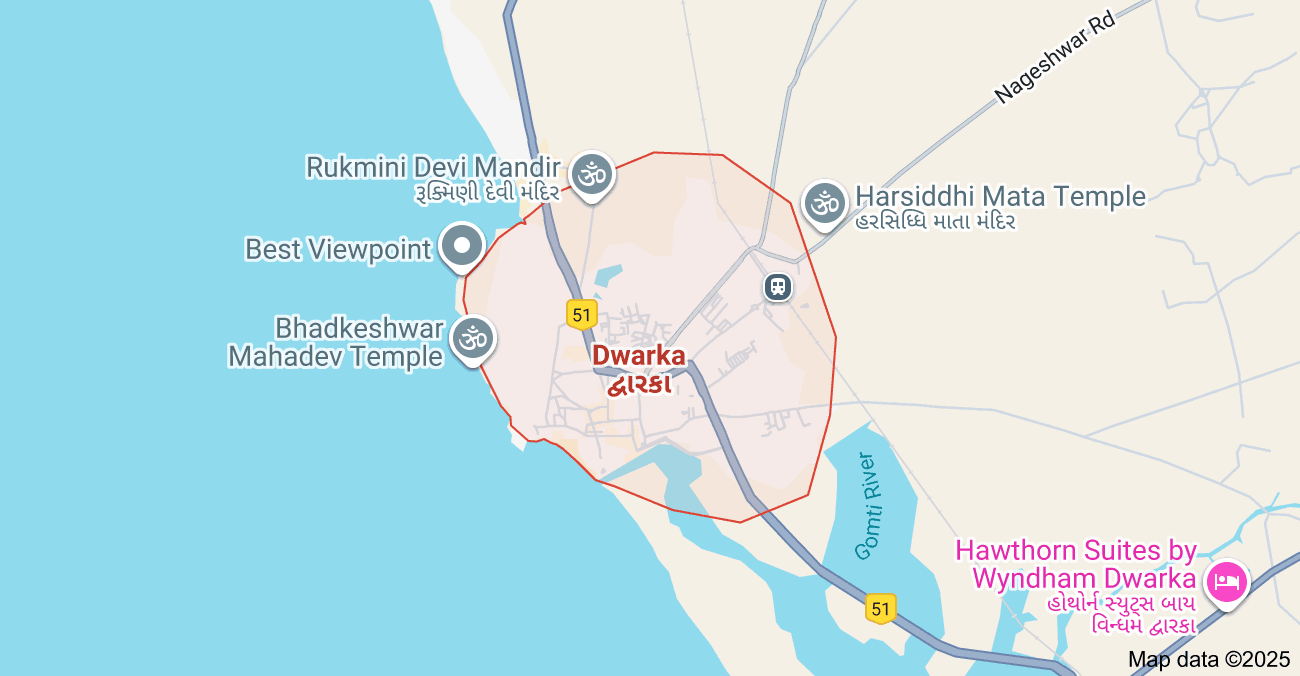 Nageshwar Rd
Rukmini Devi Mandir
રૂક્મિણી દેવી મંદિર
Harsiddhi Mata Temple
હરસિધ્ધિ માતા મંદિર
Best Viewpoint
51
Bhadkeshwar
Mahadev Temple
Dwarka
દ્વારકા
Gomti River
Hawthorn Suites by
Wyndham Dwarka
હોથોર્ન સ્યુટ્સ બાય
વિન્ધમ દ્વારકા
51
Map data ©2025